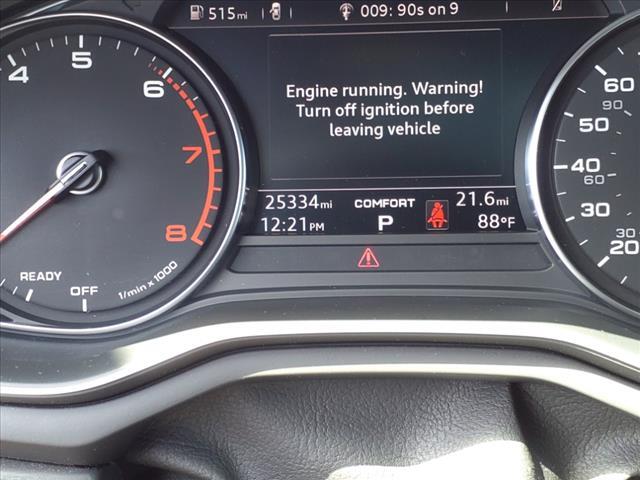 515mi 009: 90s on 9
Engine running. Warning!
Turn off ignition before
leaving vehicle
25334mi COMFORT 21.6mi
12:21PM P 88°F
4 5 6 7 8
READY
OFF
1/min x 1000
60
90
50
40
60
30
30
20